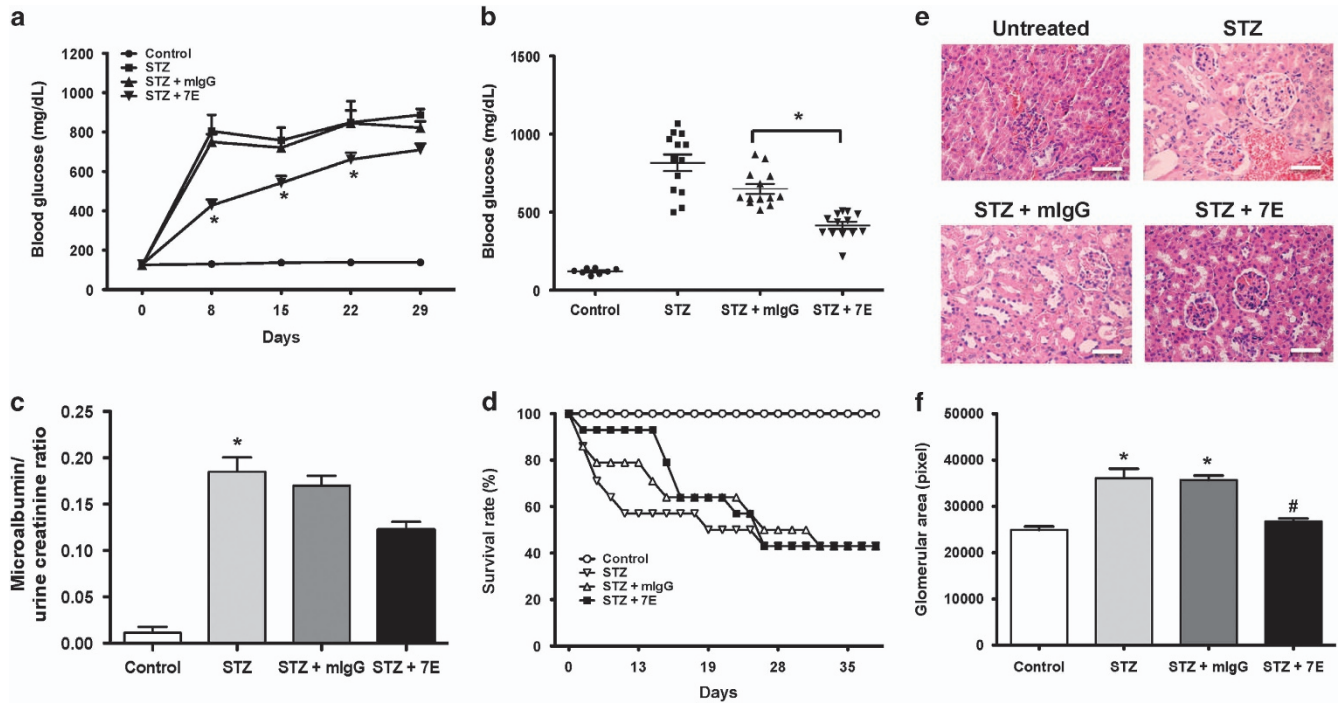 a
1200
1000
800
600
400
200
0
Blood glucose (mg/dL)
Control
STZ
STZ + mIgG
STZ + 7E
*
*
*
0 8 15 22 29
Days
b
1500
1000
500
0
Blood glucose (mg/dL)
*
Control STZ STZ + mIgG STZ + 7E
e
Untreated STZ
STZ + mIgG STZ + 7E
c
0.25
0.20
0.15
0.10
0.05
0.00
Microalbumin/
urine creatinine ratio
*
Control STZ STZ + mIgG STZ + 7E
d
100
80
60
40
20
0
Survival rate (%)
Control
STZ
STZ + mIgG
STZ + 7E
0 13 19 28 35
Days
f
50000
40000
30000
20000
10000
0
Glomerular area (pixel)
* * #
Control STZ STZ + mIgG STZ + 7E